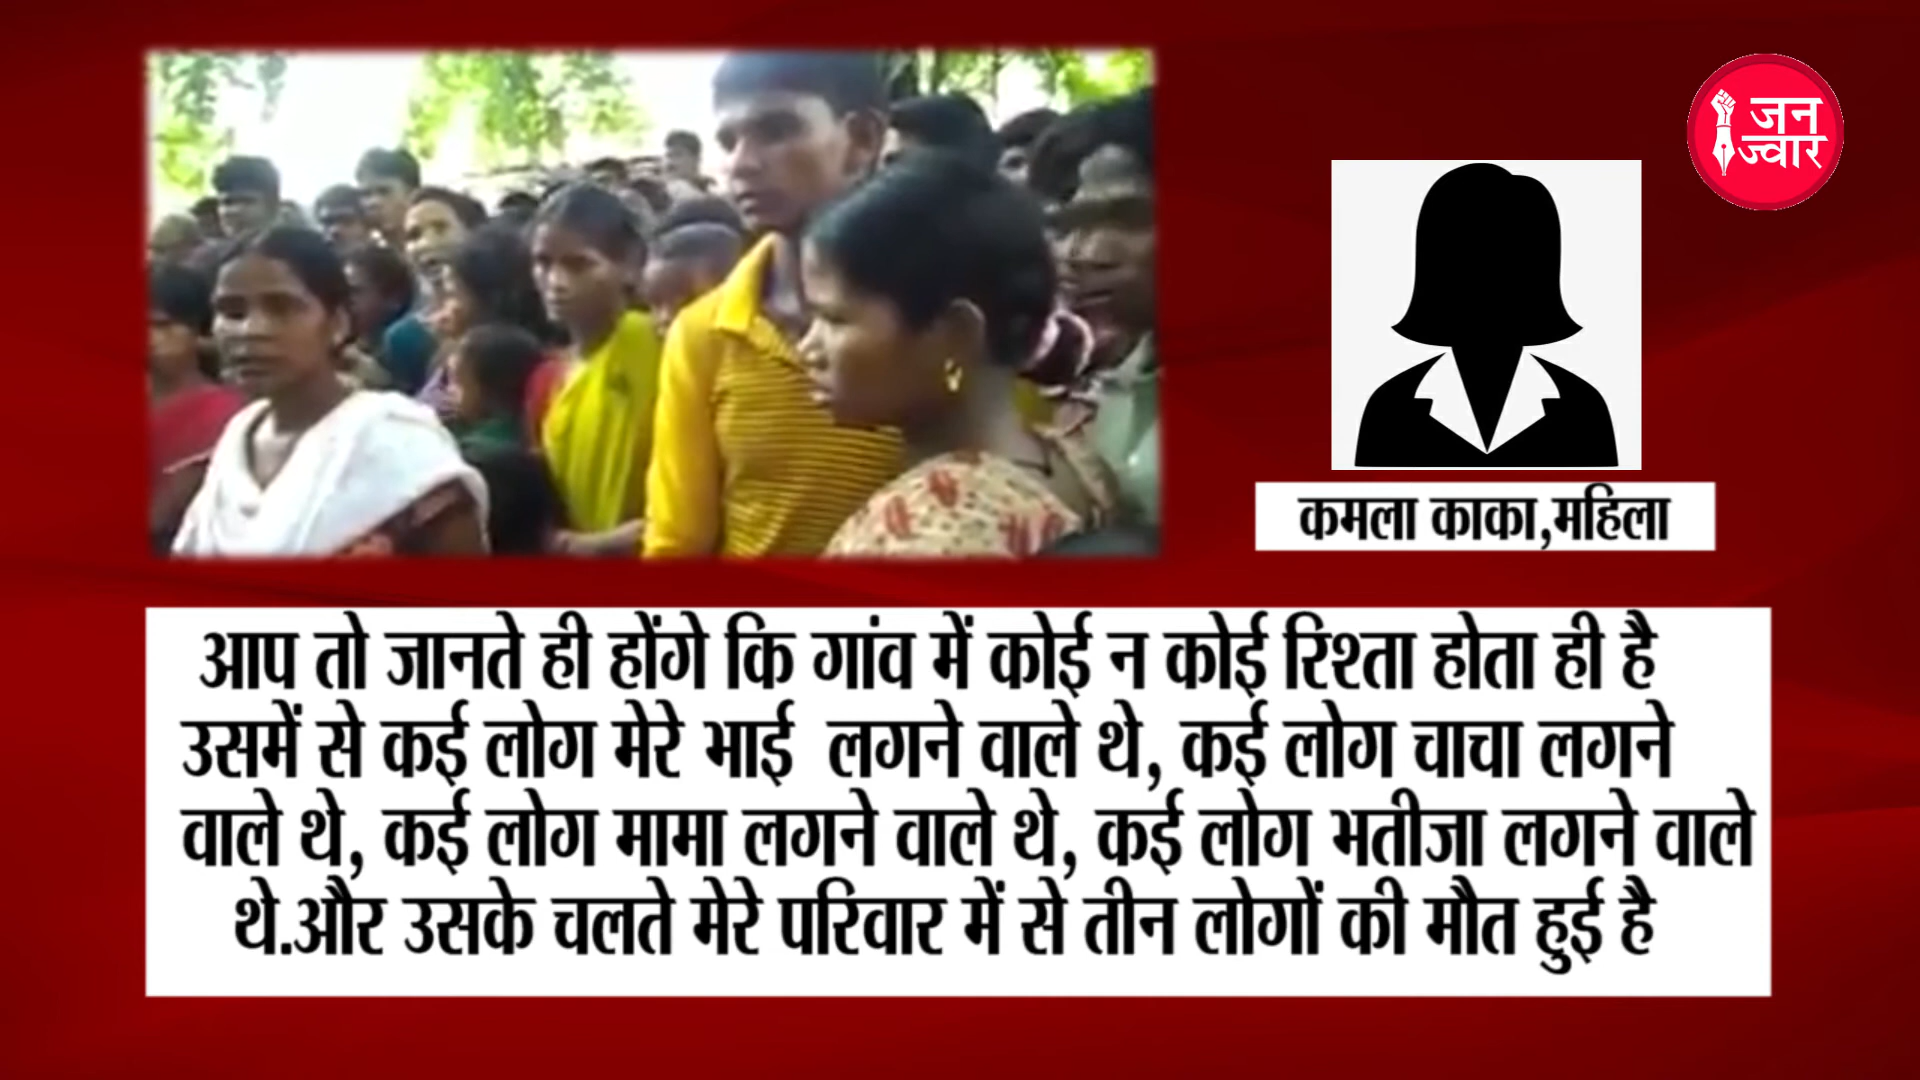 जन
ज्वार
कमला काका,महिला
आप तो जानते ही होंगे कि गांव में कोई न कोई रिश्ता होता ही है
उसमें से कई लोग मेरे भाई लगने वाले थे, कई लोग चाचा लगने
वाले थे, कई लोग मामा लगने वाले थे, कई लोग भतीजा लगने वाले
थे.और उसके चलते मेरे परिवार में से तीन लोगों की मौत हुई है